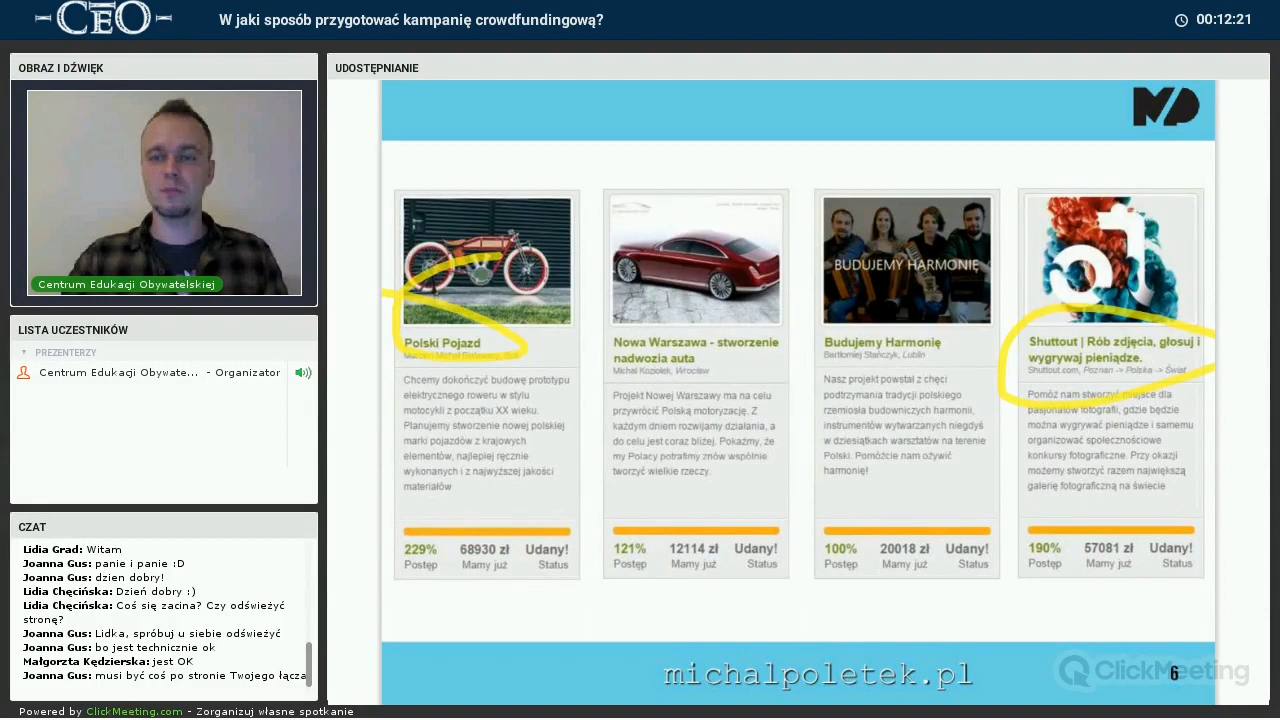 CEO
W jaki sposób przygotować kampanię crowdfundingową?
00:12:21
OBRAZ I DŹWIĘK
Centrum Edukacji Obywatelskiej
LISTA UCZESTNIKÓW
PREZENTERZY
Centrum Edukacji Obywate... - Organizator
CZAT
Lidia Grad: Witam
Joanna Gus: panie i panie :D
Joanna Gus: dzien dobry!
Lidia Chęcińska: Dzień dobry :)
Lidia Chęcińska: Coś się zacina? Czy odświeżyć
stronę?
Joanna Gus: Lidka, spróbuj u siebie odświeżyć
Joanna Gus: bo jest technicznie ok
Małgorzta Kędzierska: jest OK
Joanna Gus: musi być coś po stronie Twojego łącza
Powered by ClickMeeting.com - Zorganizuj własne spotkanie
UDOSTĘPNIANIE
MP
Polski Pojazd
Chcemy dokończyć budowę prototypu
elektrycznego roweru w stylu
motocykli z początku XX wieku.
Planujemy stworzenie nowej polskiej
marki pojazdów z krajowych
elementów, najlepiej ręcznie
wykonanych i z najwyższej jakości
materiałów
229% 68930 zł Udany!
Postęp Mamy już Status
Nowa Warszawa - stworzenie
nadwozia auta
Michał Koziołek, Wrocław
Projekt Nowej Warszawy ma na celu
przywrócić Polską motoryzację. Z
każdym dniem rozwijamy działania, a
do celu jest coraz bliżej. Pokażmy, że
my Polacy potrafimy znów wspólnie
tworzyć wielkie rzeczy.
121% 12114 zł Udany!
Postęp Mamy już Status
BUDUJEMY HARMONIĘ
Budujemy Harmonię
Bartłomiej Stańczyk, Lublin
Nasz projekt powstał z chęci
podtrzymania tradycji polskiego
rzemiosła budowniczych harmonii,
instrumentów wytwarzanych niegdyś
w dziesiątkach warsztatów na terenie
Polski. Pomóżcie nam ożywić
harmonię!
100% 20018 zł Udany!
Postęp Mamy już Status
Shuttout | Rób zdjęcia, głosuj i
wygrywaj pieniądze.
Shuttout.com, Poznan -> Polska -> Świat
Pomóż nam stworzyć miejsce dla
pasjonatów fotografii, gdzie będzie
można wygrywać pieniądze i samemu
organizować społecznościowe
konkursy fotograficzne. Przy okazji
możemy stworzyć razem największą
galerię fotograficzną na świecie
190% 57081 zł Udany!
Postęp Mamy już Status
michalpoletek.pl
ClickMeeting
6